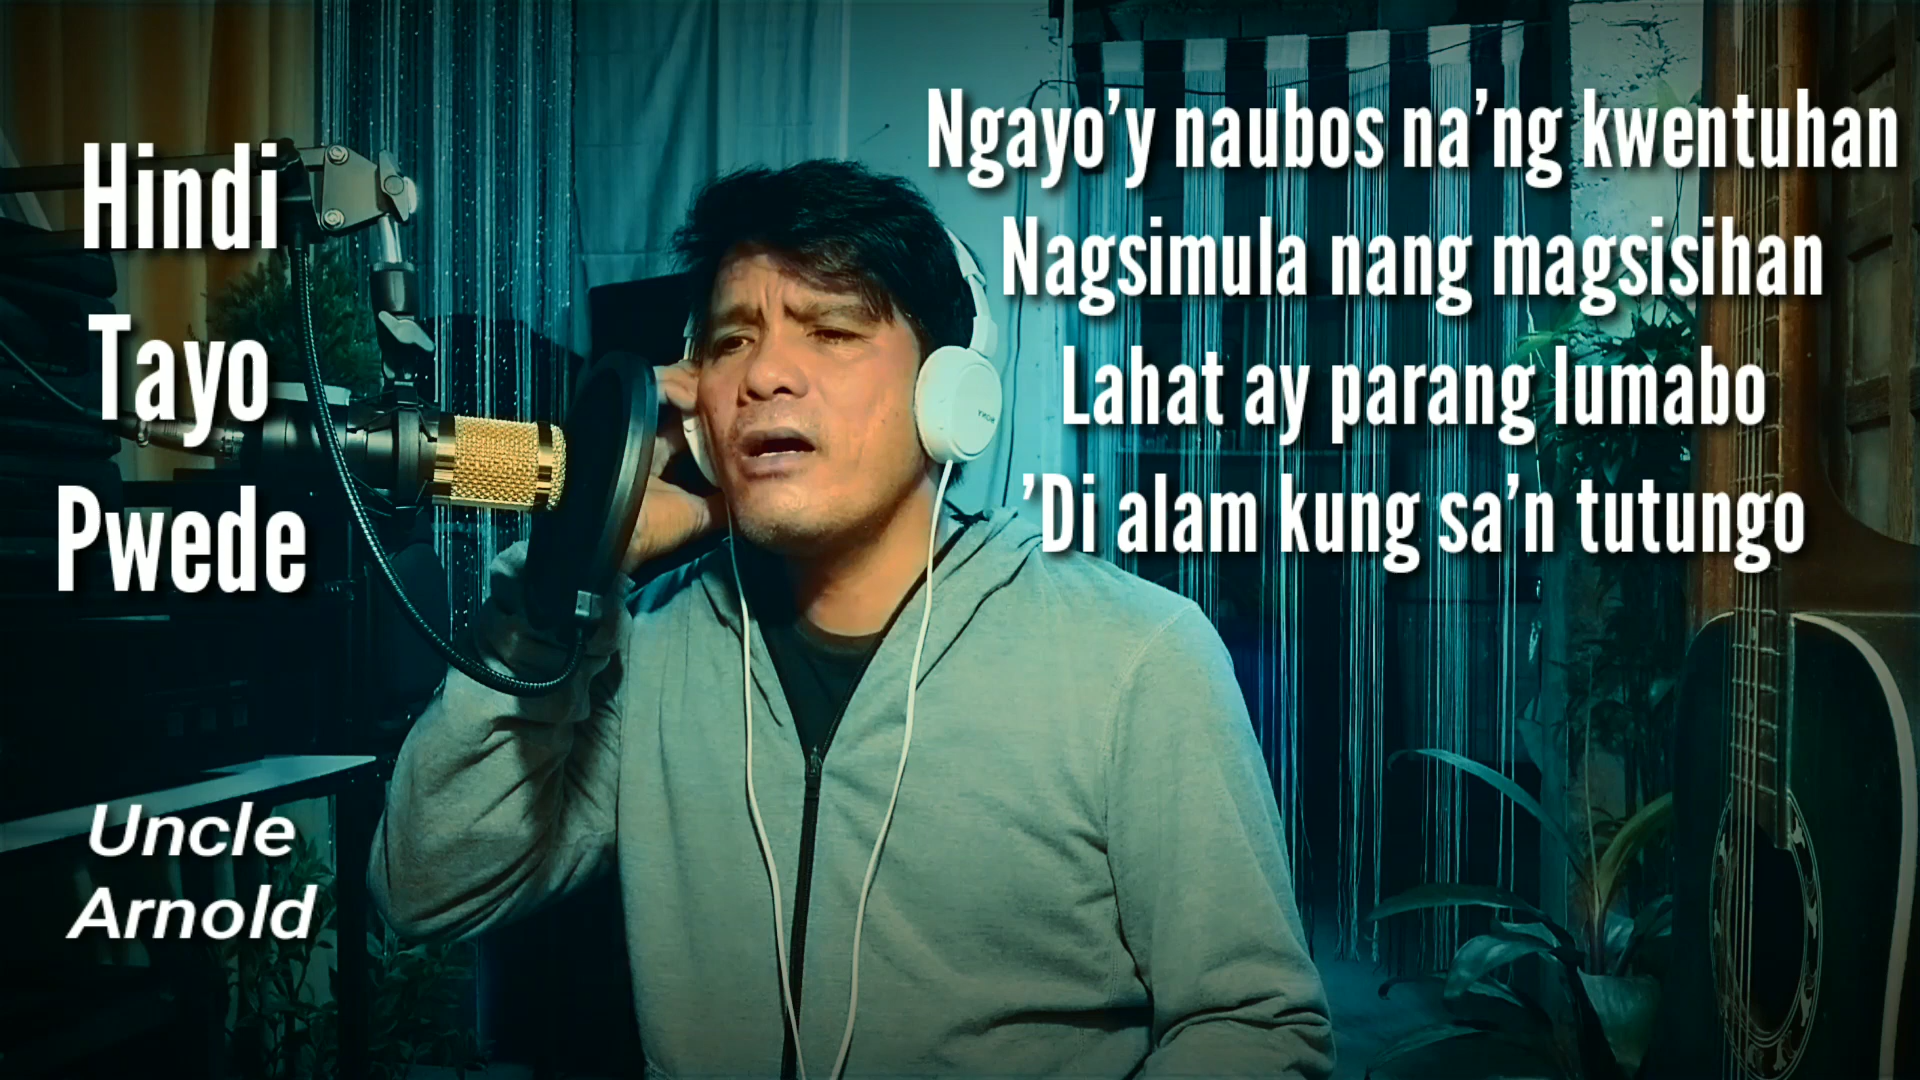 Hindi
Tayo
Pwede
Uncle
Arnold
Ngayo’y naubos na’ng kwentuhan
Nagsimula nang magsisihan
Lahat ay parang lumabo
’Di alam kung sa’n tutungo